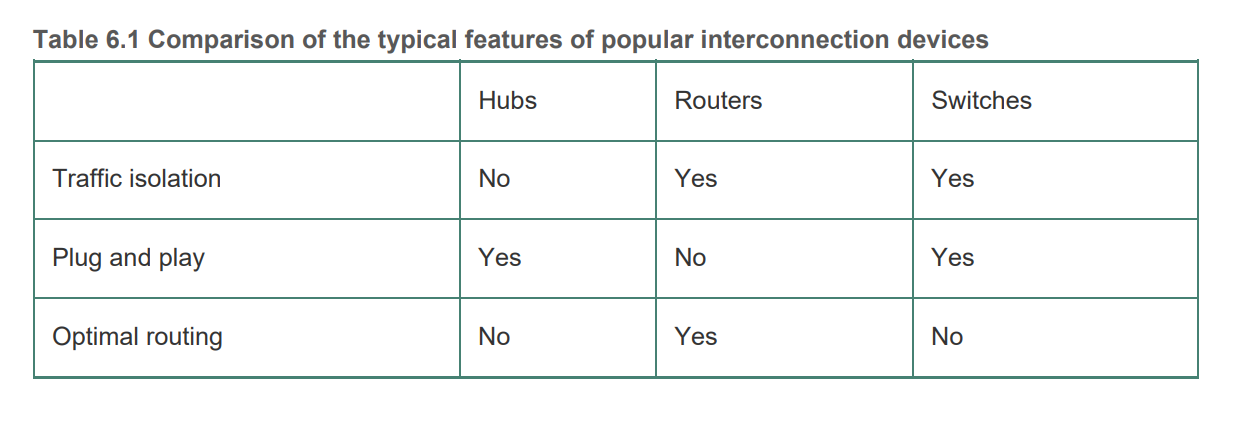 Table 6.1 Comparison of the typical features of popular interconnection devices
Hubs Routers Switches
Traffic isolation No Yes Yes
Plug and play Yes No Yes
Optimal routing No Yes No